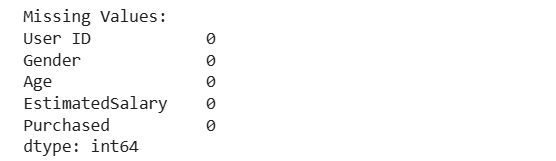 Missing Values:
User ID 0
Gender 0
Age 0
EstimatedSalary 0
Purchased 0
dtype: int64